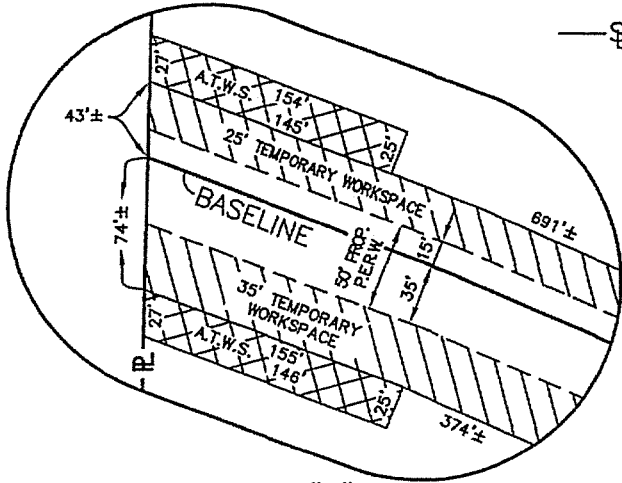 27'
A.T.W.S.
154'
145'
25'
43'±
25' TEMPORARY WORKSPACE
691'±
BASELINE
74'±
50' PROP.
P.E.R.W.
15'
35'
35' TEMPORARY
WORKSPACE
27'
A.T.W.S.
155'
146'
25'
374'±
PL